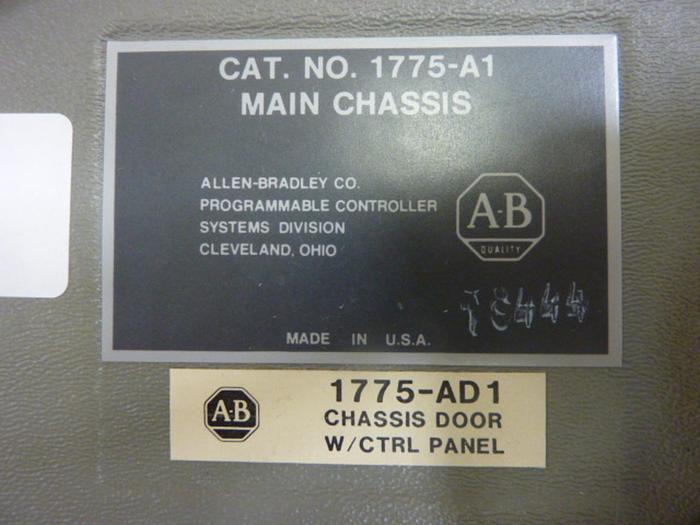 CAT. NO. 1775-A1
MAIN CHASSIS
ALLEN-BRADLEY CO.
PROGRAMMABLE CONTROLLER
SYSTEMS DIVISION
CLEVELAND, OHIO
A-B
QUALITY
MADE IN U.S.A.
A-B
1775-AD1
CHASSIS DOOR
W/CTRL PANEL